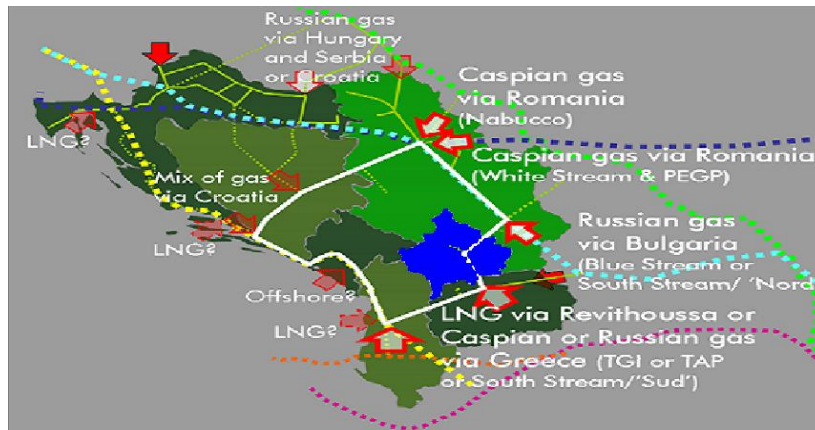 Russian gas
via Hungary
and Serbia
or Croatia
Caspian gas
via Romania
(Nabucco)
LNG?
Caspian gas via Romania
(White Stream & PEGP)
Mix of gas
via Croatia
LNG?
Russian gas
via Bulgaria
(Blue Stream or
South Stream/ 'Nord
Offshore?
LNG?
LNG via Revithoussa or
Caspian or Russian gas
via Greece (TGI or TAP
of South Stream/'Sud')